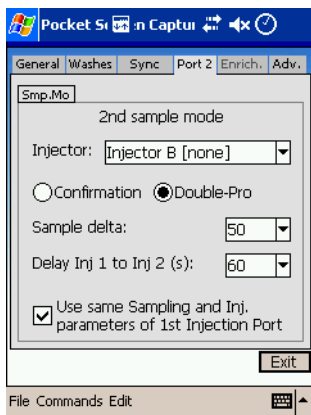 Pocket Sc :n Captur
General Washes Sync Port 2 Enrich. Adv.
Smp.Mo
2nd sample mode
Injector: Injector B [none]
Confirmation Double-Pro
Sample delta: 50
Delay Inj 1 to Inj 2 (s): 60
Use same Sampling and Inj.
parameters of 1st Injection Port
Exit
File Commands Edit